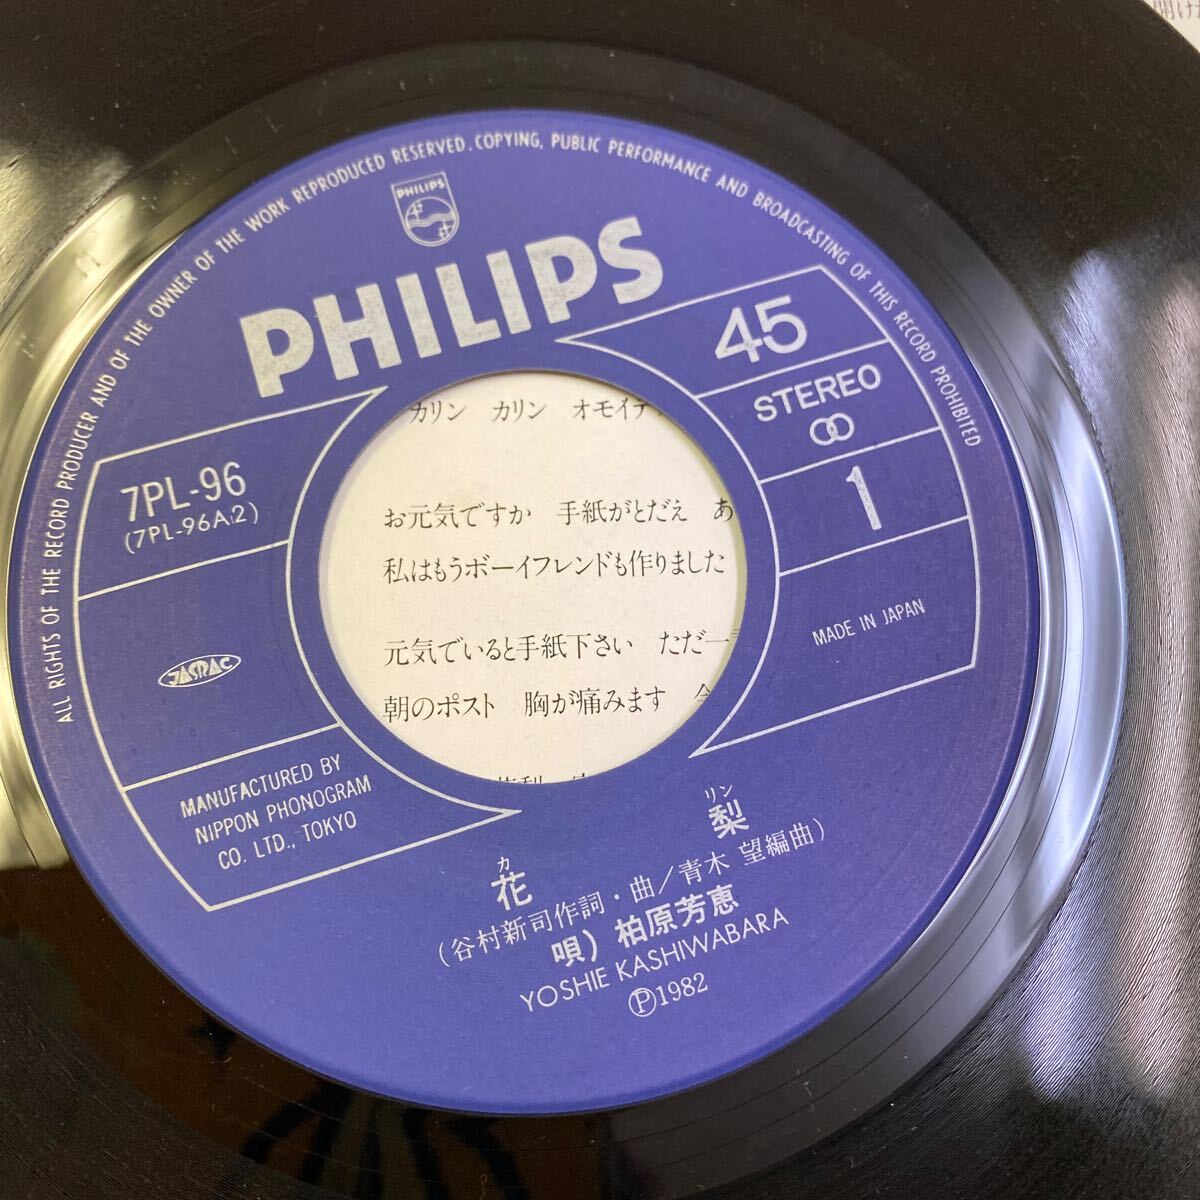 ALL RIGHTS OF THE RECORD PRODUCER AND OF THE OWNER OF THE WORK REPRODUCED RESERVED. COPYING, PUBLIC PERFORMANCE AND BROADCASTING OF THIS RECORD PROHIBITED
PHILIPS
PHILIPS
45
STEREO
1
MADE IN JAPAN
7PL-96
(7PL-96A2)
JASRAC
MANUFACTURED BY
NIPPON PHONOGRAM
CO. LTD., TOKYO
カリン カリン オモイデ
お元気ですか 手紙がとだえ あ
私はもうボーイフレンドも作りました
元気でいると手紙下さい ただ一
朝のポスト 胸が痛みます
カ リン
花 梨
(谷村新司作詞・曲/青木 望編曲)
唄) 柏原芳恵
YOSHIE KASHIWABARA
Ⓟ1982
開け